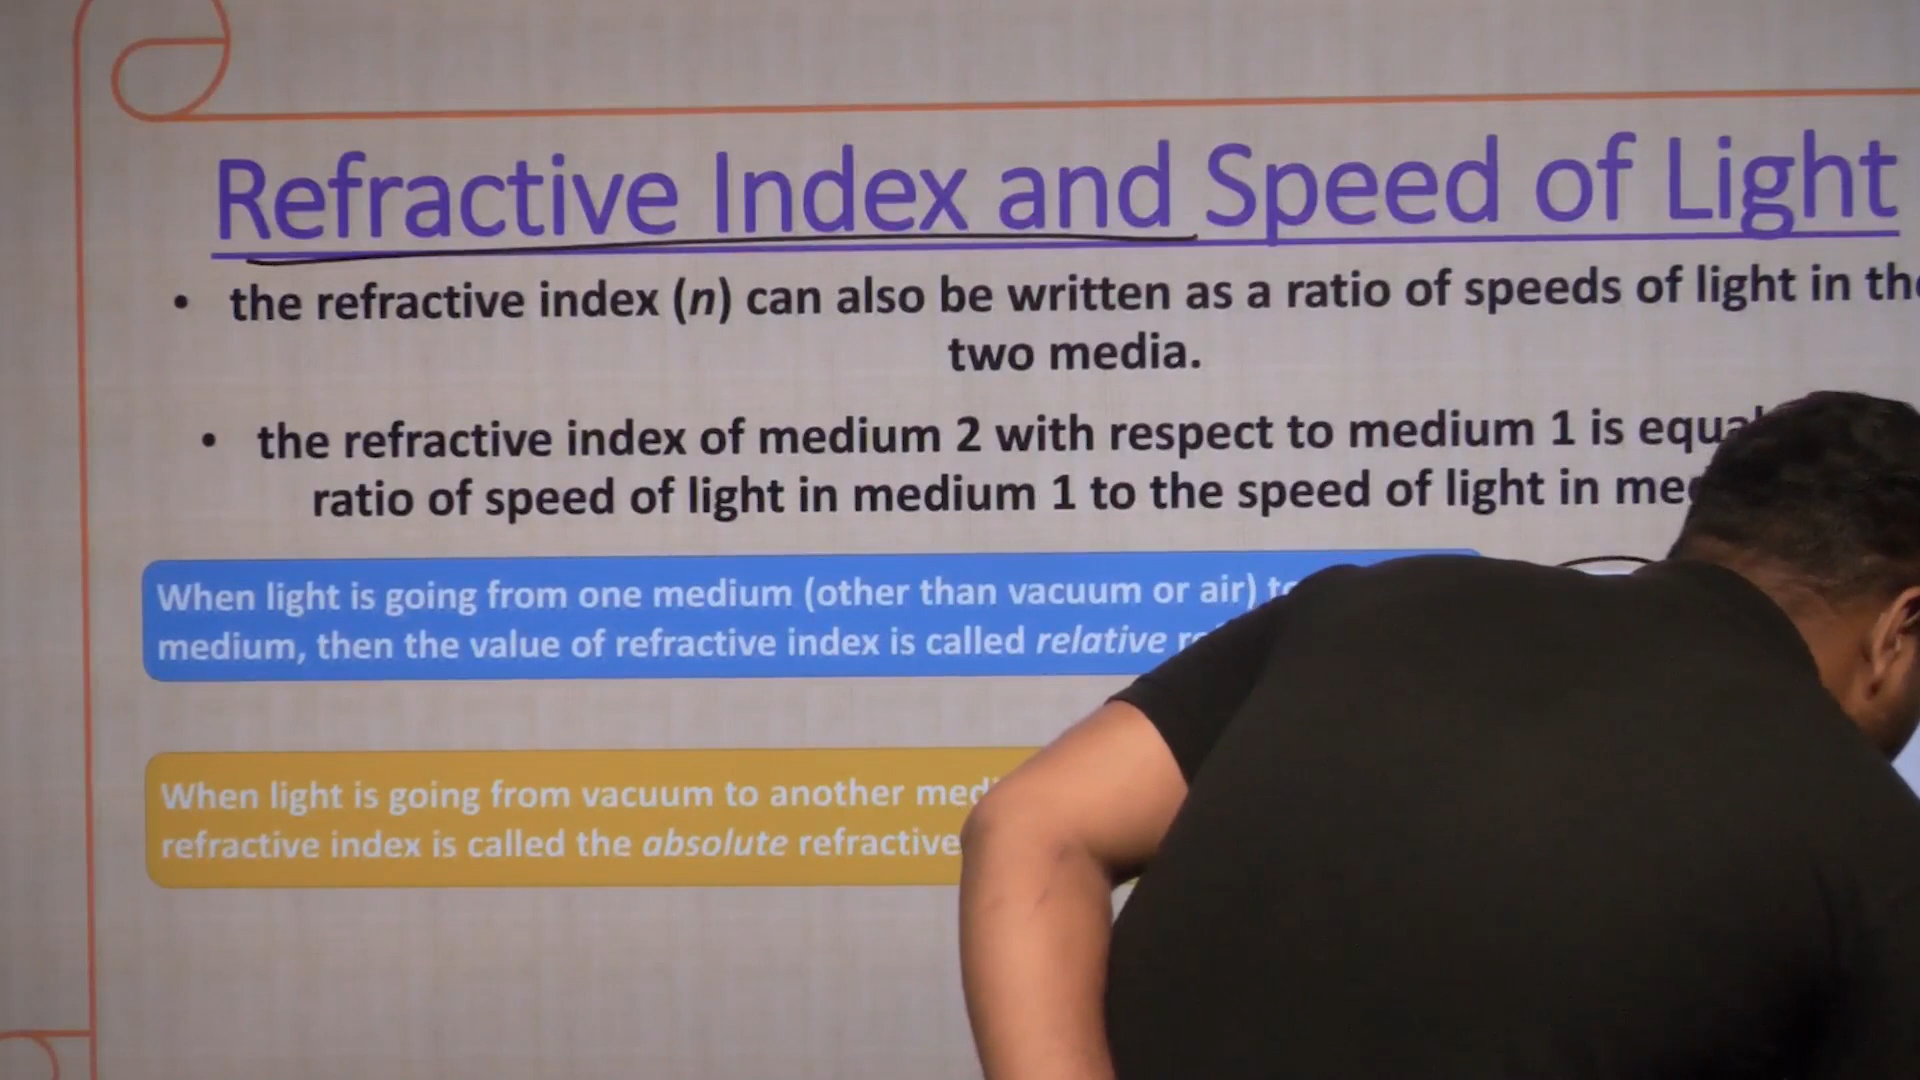 Refractive Index and Speed of Light
• the refractive index (n) can also be written as a ratio of speeds of light in the
two media.
• the refractive index of medium 2 with respect to medium 1 is
ratio of speed of light in medium 1 to the speed of light in
When light is going from one medium (other than vacuum or air)
medium, then the value of refractive index is called relative
When light is going from vacuum to another
refractive index is called the absolute refractive